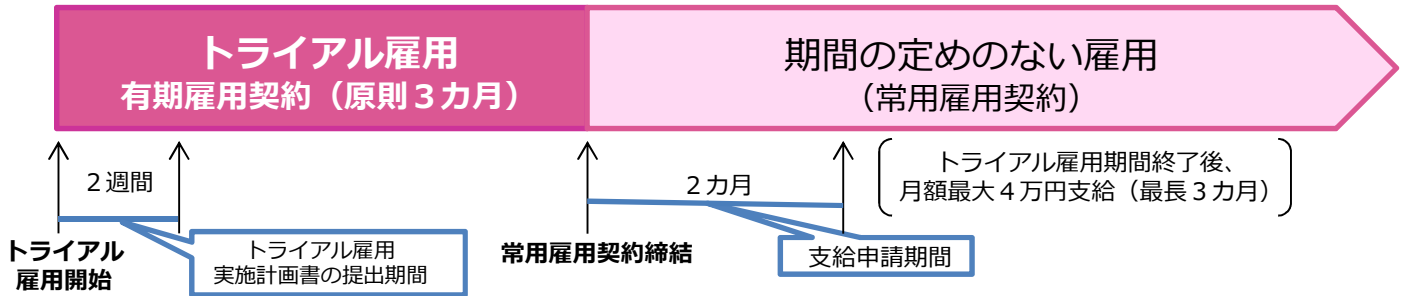 トライアル雇用
有期雇用契約（原則３カ月）
期間の定めのない雇用
（常用雇用契約）
２週間
２カ月
トライアル雇用期間終了後、
月額最大４万円支給（最長３カ月）
トライアル
雇用開始
トライアル雇用
実施計画書の提出期間
常用雇用契約締結
支給申請期間